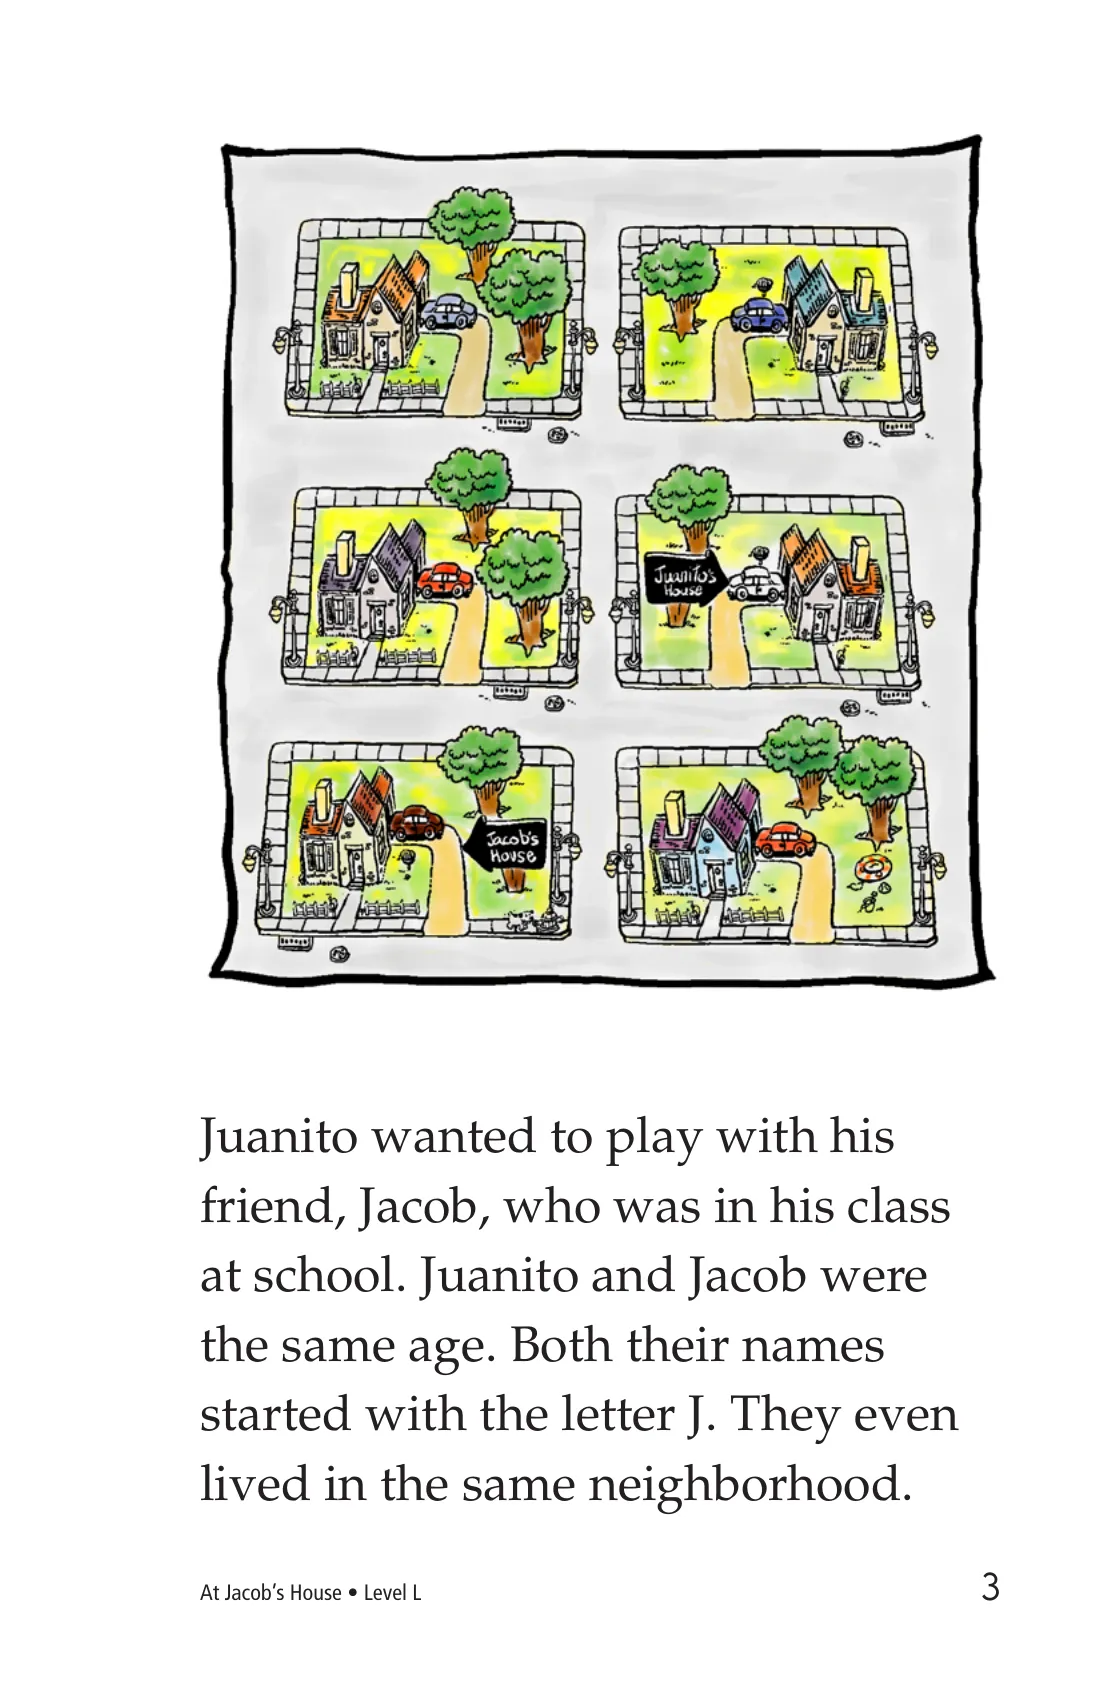 Juanito's
House
Jacob's
House
Juanito wanted to play with his
friend, Jacob, who was in his class
at school. Juanito and Jacob were
the same age. Both their names
started with the letter J. They even
lived in the same neighborhood.
At Jacob's House • Level L
3